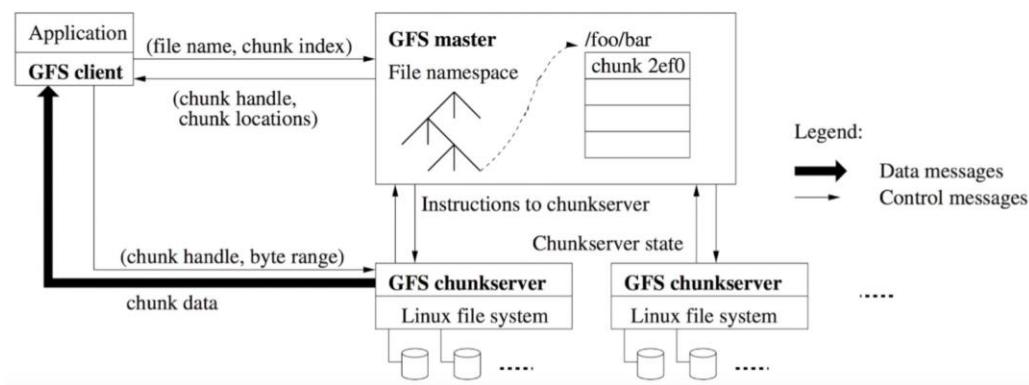 Application
GFS client
(file name, chunk index)
(chunk handle,
chunk locations)
GFS master
File namespace
/foo/bar
chunk 2ef0
Legend:
Data messages
Control messages
Instructions to chunkserver
Chunkserver state
(chunk handle, byte range)
chunk data
GFS chunkserver
Linux file system
GFS chunkserver
Linux file system